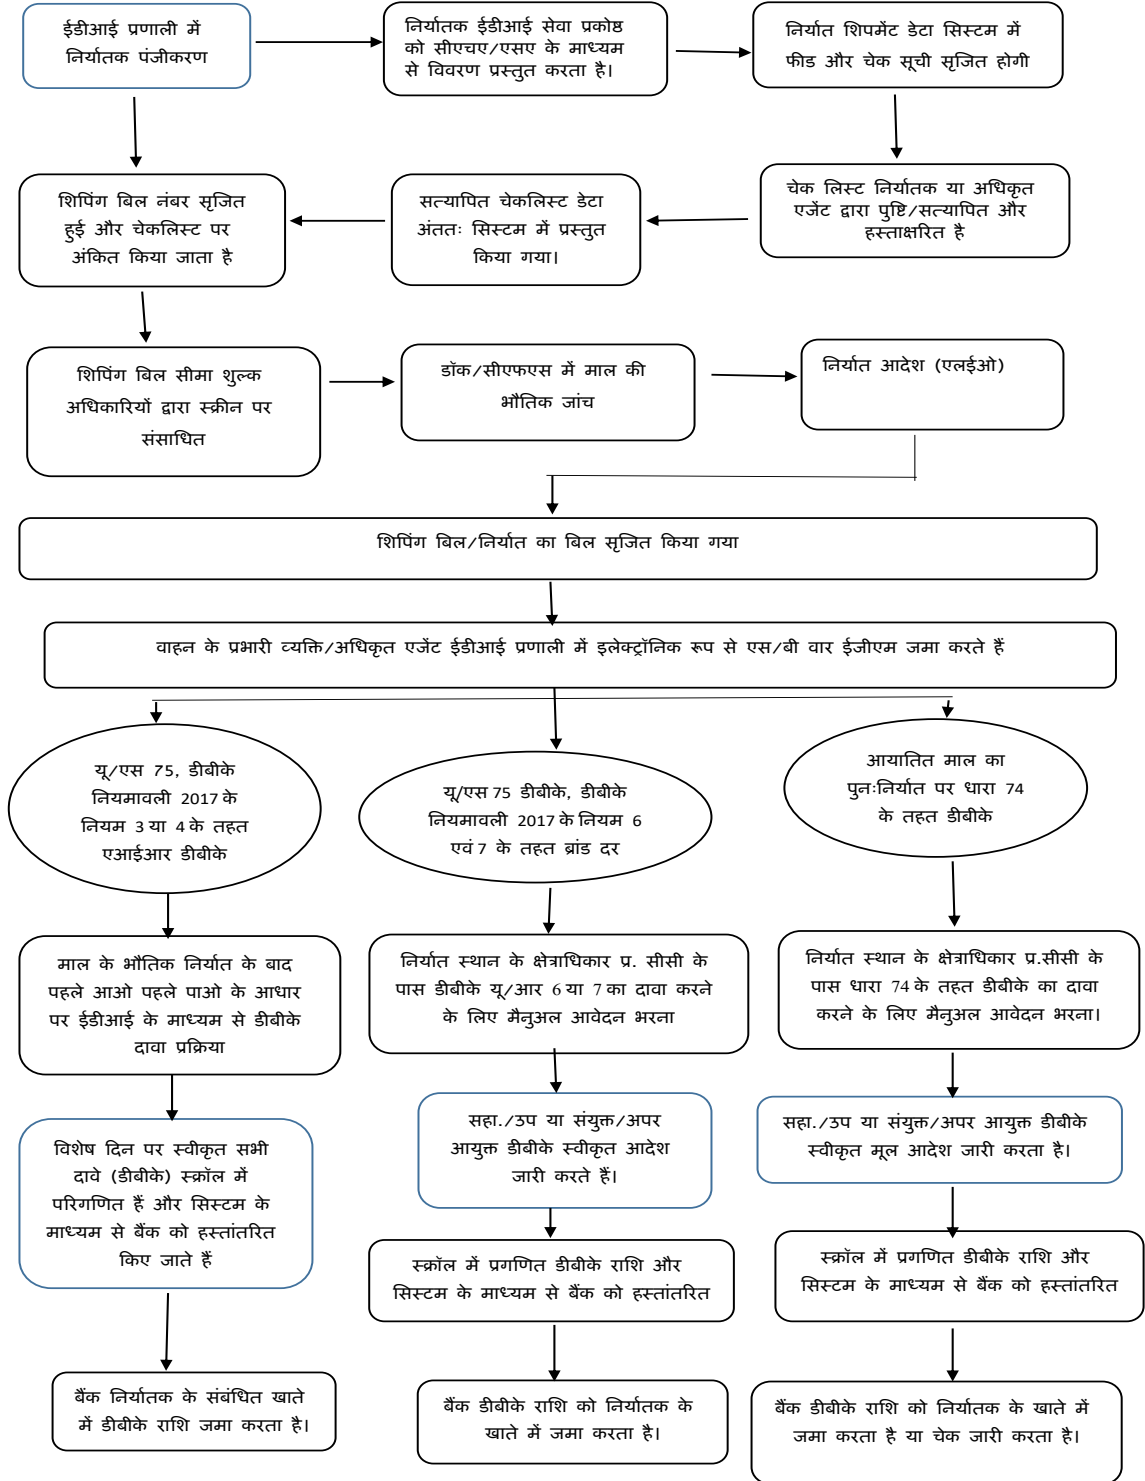 ईडीआई प्रणाली में
निर्यातक पंजीकरण
निर्यातक ईडीआई सेवा प्रकोष्ठ
को सीएचए/एसए के माध्यम
से विवरण प्रस्तुत करता है।
निर्यात शिपमेंट डेटा सिस्टम में
फीड और चेक सूची सृजित होगी
चेक लिस्ट निर्यातक या अधिकृत
एजेंट द्वारा पुष्टि/सत्यापित और
हस्ताक्षरित है
सत्यापित चेकलिस्ट डेटा
अंततः सिस्टम में प्रस्तुत
किया गया।
शिपिंग बिल नंबर सृजित
हुई और चेकलिस्ट पर
अंकित किया जाता है
शिपिंग बिल सीमा शुल्क
अधिकारियों द्वारा स्क्रीन पर
संसाधित
डॉक/सीएफएस में माल की
भौतिक जांच
निर्यात आदेश (एलईओ)
शिपिंग बिल/निर्यात का बिल सृजित किया गया
वाहन के प्रभारी व्यक्ति/अधिकृत एजेंट ईडीआई प्रणाली में इलेक्ट्रॉनिक रूप से एस/बी वार ईजीएम जमा करते हैं
यू/एस 75, डीबीके
नियमावली 2017 के
नियम 3 या 4 के तहत
एआईआर डीबीके
यू/एस 75 डीबीके, डीबीके
नियमावली 2017 के नियम 6
एवं 7 के तहत ब्रांड दर
आयातित माल का
पुनःनिर्यात पर धारा 74
के तहत डीबीके
माल के भौतिक निर्यात के बाद
पहले आओ पहले पाओ के आधार
पर ईडीआई के माध्यम से डीबीके
दावा प्रक्रिया
निर्यात स्थान के क्षेत्राधिकार प्र. सीसी के
पास डीबीके यू/आर 6 या 7 का दावा करने
के लिए मैनुअल आवेदन भरना
निर्यात स्थान के क्षेत्राधिकार प्र.सीसी के
पास धारा 74 के तहत डीबीके का दावा
करने के लिए मैनुअल आवेदन भरना।
विशेष दिन पर स्वीकृत सभी
दावे (डीबीके) स्क्रॉल में
परिगणित हैं और सिस्टम के
माध्यम से बैंक को हस्तांतरित
किए जाते हैं
सहा./उप या संयुक्त/अपर
आयुक्त डीबीके स्वीकृत आदेश
जारी करते हैं।
सहा./उप या संयुक्त/अपर आयुक्त डीबीके
स्वीकृत मूल आदेश जारी करता है।
स्क्रॉल में प्रगणित डीबीके राशि और
सिस्टम के माध्यम से बैंक को हस्तांतरित
स्क्रॉल में प्रगणित डीबीके राशि और
सिस्टम के माध्यम से बैंक को हस्तांतरित
बैंक निर्यातक के संबंधित खाते
में डीबीके राशि जमा करता है।
बैंक डीबीके राशि को निर्यातक के
खाते में जमा करता है।
बैंक डीबीके राशि को निर्यातक के खाते में
जमा करता है या चेक जारी करता है।